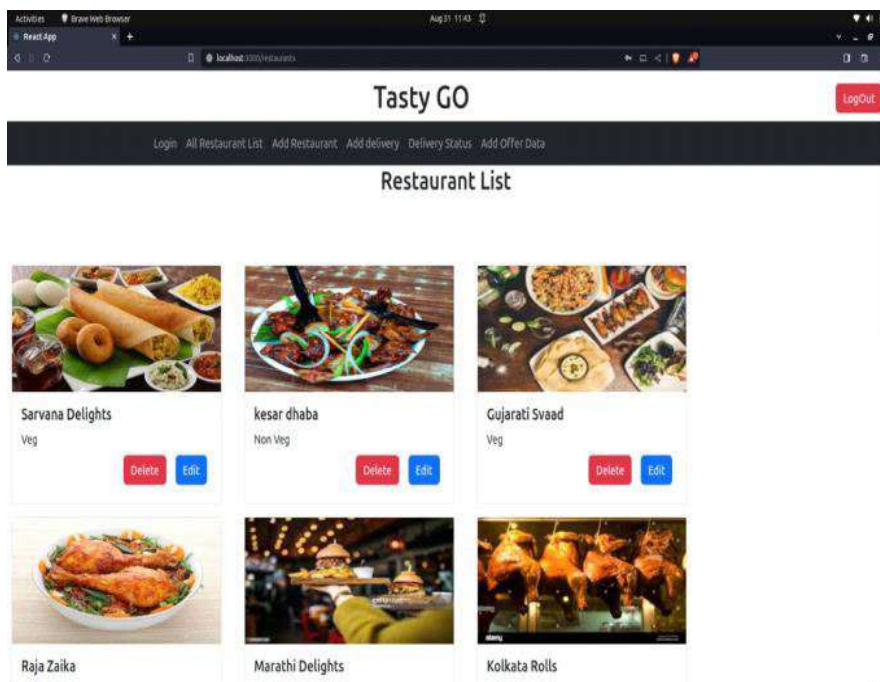 Activities Brave Web Browser Aug 31 11:43
React App
localhost:3000/restaurants
Tasty GO
LogOut
Login All Restaurant List Add Restaurant Add delivery Delivery Status Add Offer Data
Restaurant List
Sarvana Delights kesar dhaba Gujarati Svaad
Veg Non Veg Veg
Delete Edit Delete Edit Delete Edit
alamy
Raja Zaika Marathi Delights Kolkata Rolls